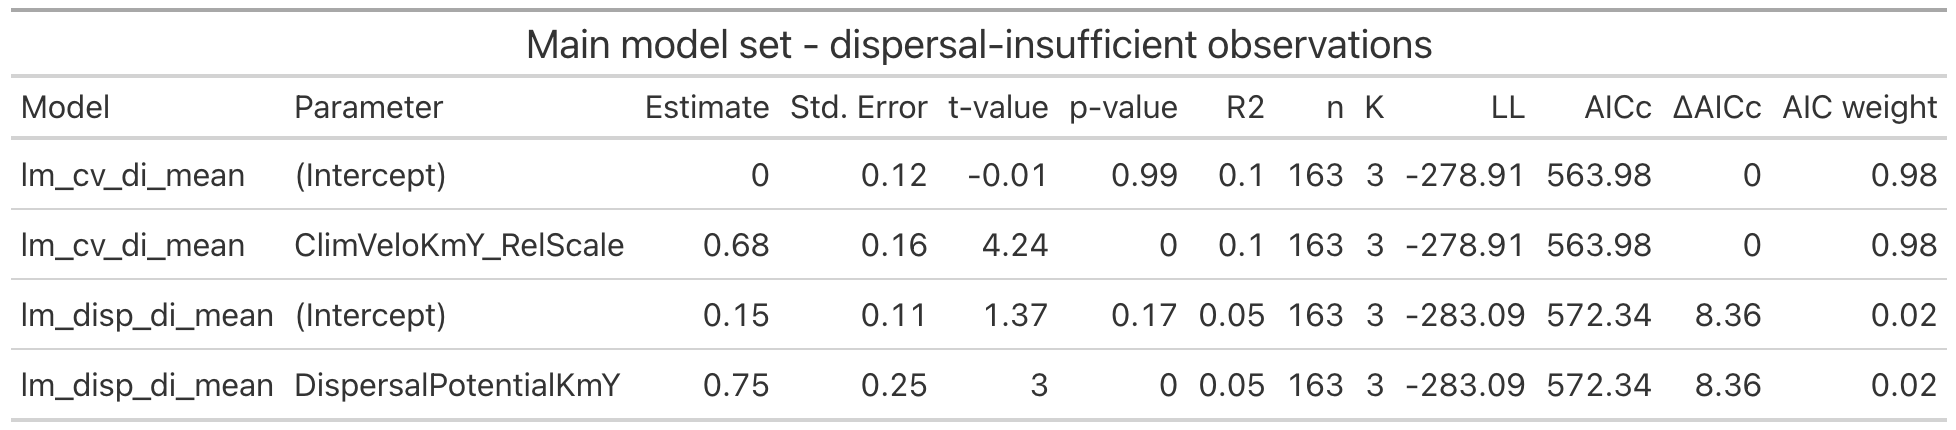 Main model set - dispersal-insufficient observations
Model Parameter Estimate Std. Error t-value p-value R2 n K LL AICc ΔAICc AIC weight
lm_cv_di_mean (Intercept) 0 0.12 -0.01 0.99 0.1 163 3 -278.91 563.98 0 0.98
lm_cv_di_mean ClimVeloKmY_RelScale 0.68 0.16 4.24 0 0.1 163 3 -278.91 563.98 0 0.98
lm_disp_di_mean (Intercept) 0.15 0.11 1.37 0.17 0.05 163 3 -283.09 572.34 8.36 0.02
lm_disp_di_mean DispersalPotentialKmY 0.75 0.25 3 0 0.05 163 3 -283.09 572.34 8.36 0.02